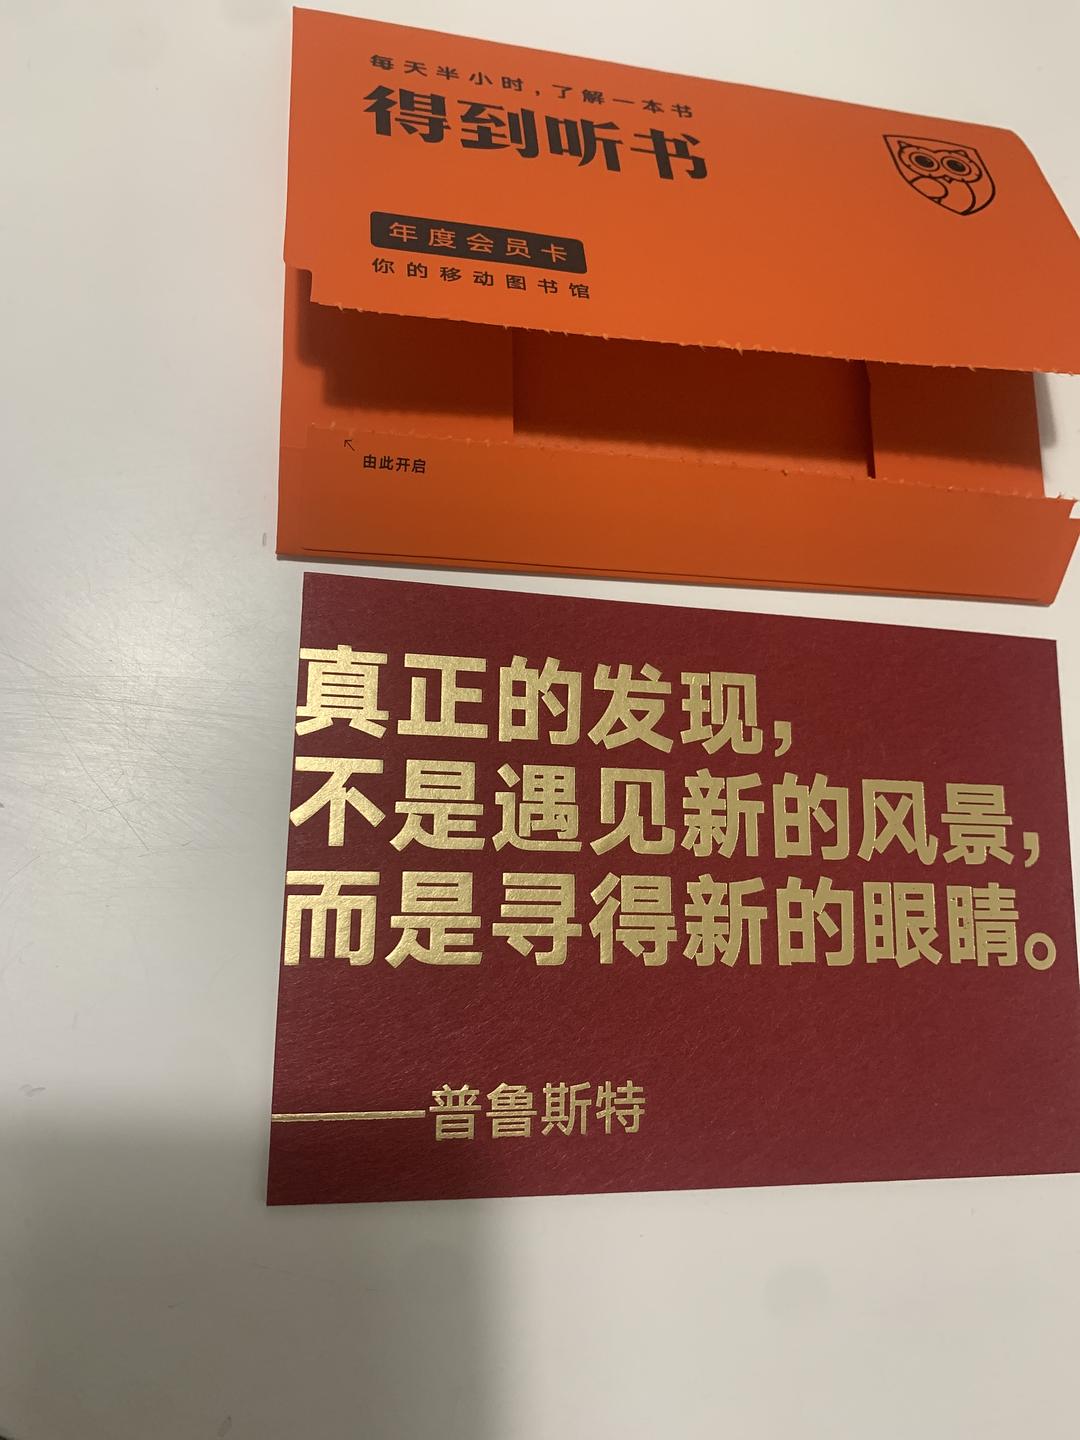 每天半小时，了解一本书
得到听书
年度会员卡
你的移动图书馆
↖
由此开启
真正的发现，
不是遇见新的风景，
而是寻得新的眼睛。
——普鲁斯特